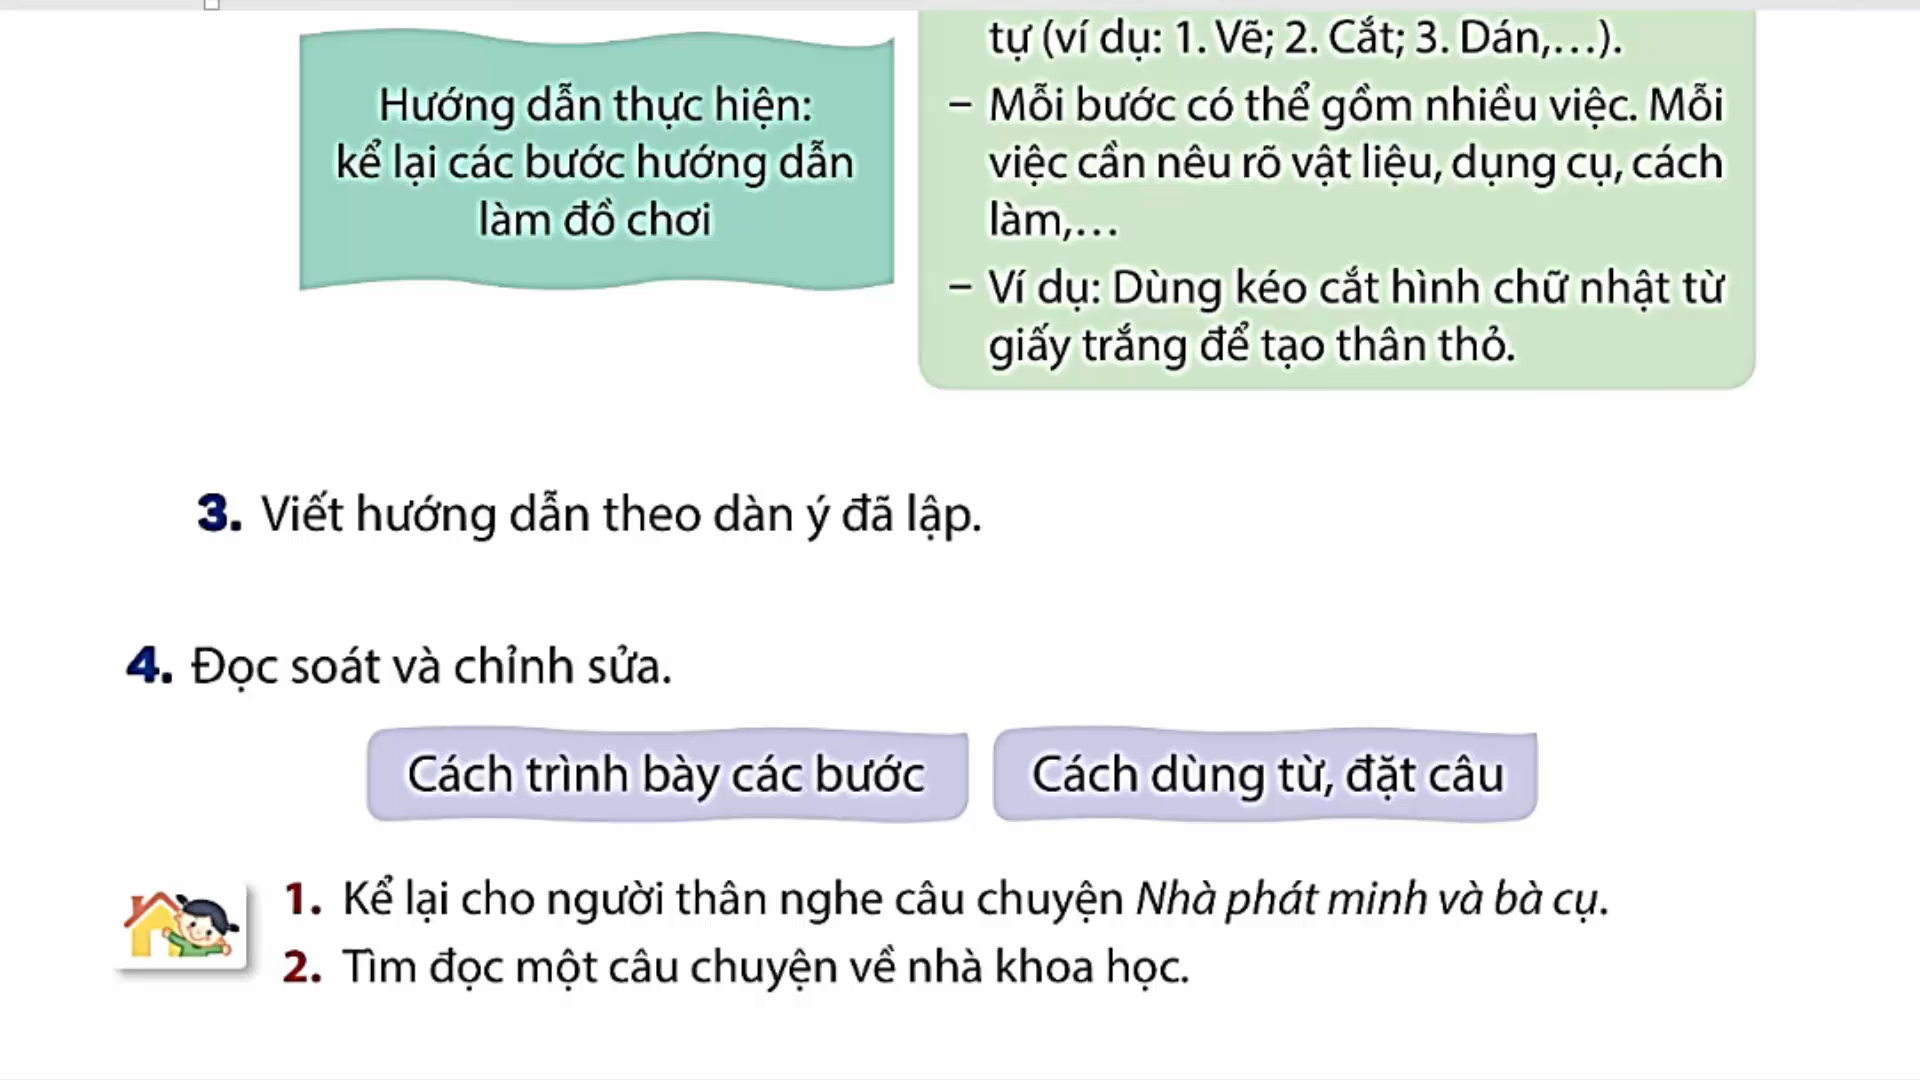 Hướng dẫn thực hiện:
kể lại các bước hướng dẫn
làm đồ chơi
tự (ví dụ: 1. Vẽ; 2. Cắt; 3. Dán,...).
– Mỗi bước có thể gồm nhiều việc. Mỗi
việc cần nêu rõ vật liệu, dụng cụ, cách
làm,...
– Ví dụ: Dùng kéo cắt hình chữ nhật từ
giấy trắng để tạo thân thỏ.
3. Viết hướng dẫn theo dàn ý đã lập.
4. Đọc soát và chỉnh sửa.
Cách trình bày các bước
Cách dùng từ, đặt câu
1. Kể lại cho người thân nghe câu chuyện Nhà phát minh và bà cụ.
2. Tìm đọc một câu chuyện về nhà khoa học.